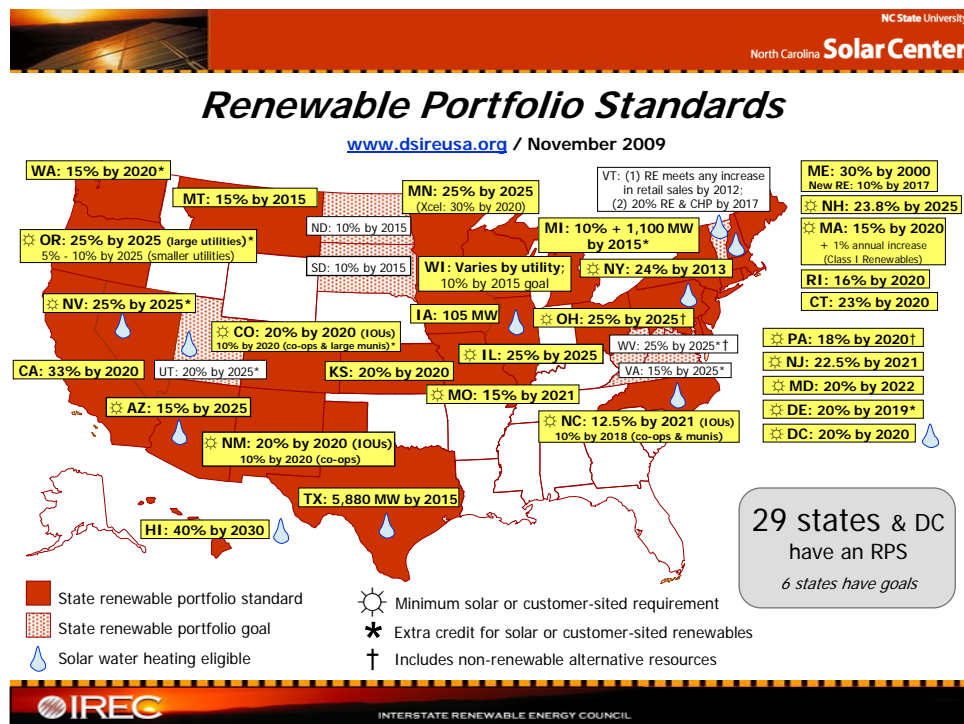 NC State University
North Carolina Solar Center
Renewable Portfolio Standards
www.dsireusa.org / November 2009
WA: 15% by 2020*
MT: 15% by 2015
MN: 25% by 2025
(Xcel: 30% by 2020)
VT: (1) RE meets any increase
in retail sales by 2012;
(2) 20% RE & CHP by 2017
ME: 30% by 2000
New RE: 10% by 2017
☼ NH: 23.8% by 2025
☼ MA: 15% by 2020
+ 1% annual increase
(Class I Renewables)
RI: 16% by 2020
CT: 23% by 2020
ND: 10% by 2015
MI: 10% + 1,100 MW
by 2015*
☼ OR: 25% by 2025 (large utilities)*
5% - 10% by 2025 (smaller utilities)
SD: 10% by 2015
WI: Varies by utility;
10% by 2015 goal
☼ NY: 24% by 2013
☼ NV: 25% by 2025*
IA: 105 MW
☼ OH: 25% by 2025†
☼ CO: 20% by 2020 (IOUs)
10% by 2020 (co-ops & large munis)*
☼ IL: 25% by 2025
WV: 25% by 2025*†
☼ PA: 18% by 2020†
☼ NJ: 22.5% by 2021
☼ MD: 20% by 2022
☼ DE: 20% by 2019*
☼ DC: 20% by 2020
CA: 33% by 2020
UT: 20% by 2025*
KS: 20% by 2020
VA: 15% by 2025*
☼ MO: 15% by 2021
☼ AZ: 15% by 2025
☼ NC: 12.5% by 2021 (IOUs)
10% by 2018 (co-ops & munis)
☼ NM: 20% by 2020 (IOUs)
10% by 2020 (co-ops)
TX: 5,880 MW by 2015
HI: 40% by 2030
29 states & DC
have an RPS
6 states have goals
State renewable portfolio standard
State renewable portfolio goal
Solar water heating eligible
☼ Minimum solar or customer-sited requirement
* Extra credit for solar or customer-sited renewables
† Includes non-renewable alternative resources
IREC
INTERSTATE RENEWABLE ENERGY COUNCIL